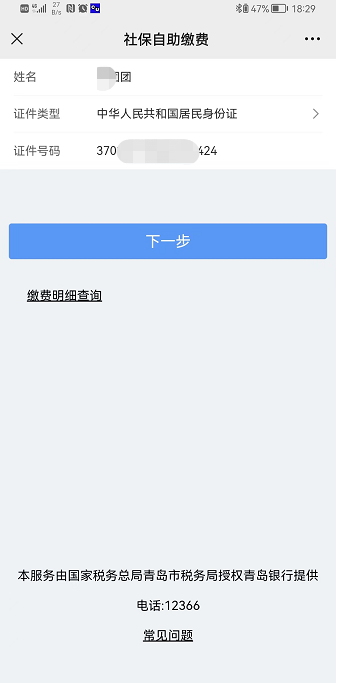 HD 27 B/s 47% 18:29
社保自助缴费
姓名 团
证件类型 中华人民共和国居民身份证
证件号码 370 424
下一步
缴费明细查询
本服务由国家税务总局青岛市税务局授权青岛银行提供
电话:12366
常见问题